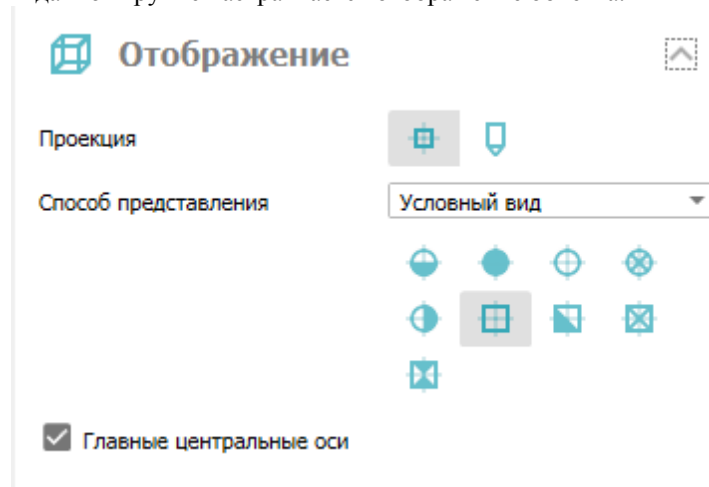 Отображение
Проекция
Способ представления
Условный вид
Главные центральные оси